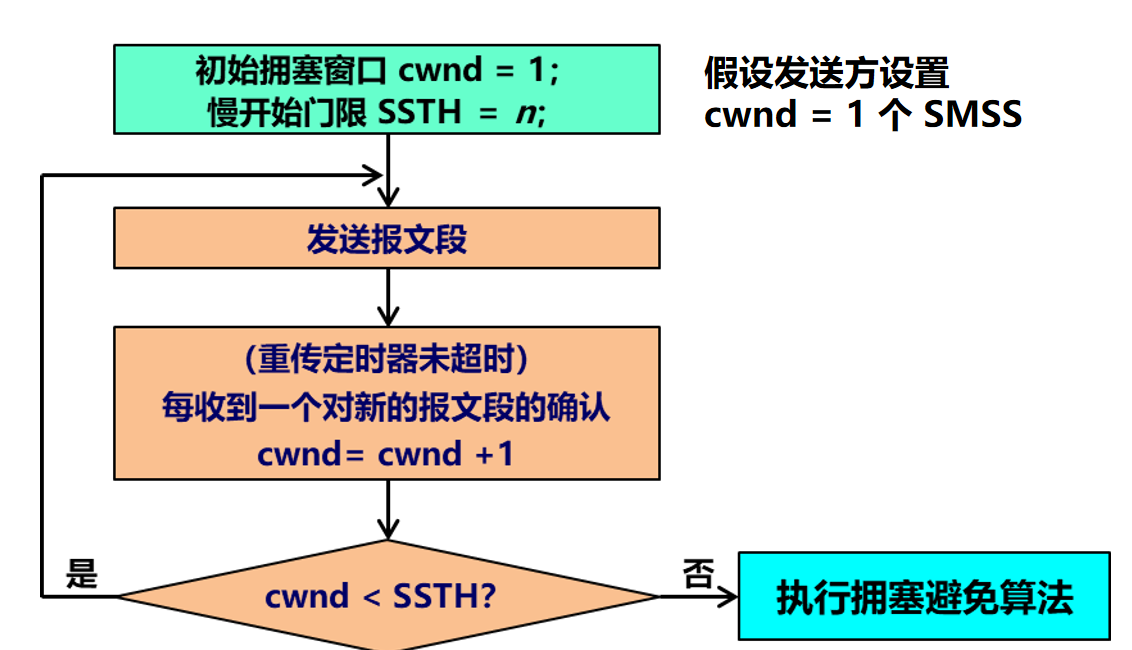 初始拥塞窗口 cwnd = 1;
慢开始门限 SSTH = n;
假设发送方设置
cwnd = 1 个 SMSS
发送报文段
（重传定时器未超时）
每收到一个对新的报文段的确认
cwnd= cwnd +1
是
cwnd < SSTH?
否
执行拥塞避免算法